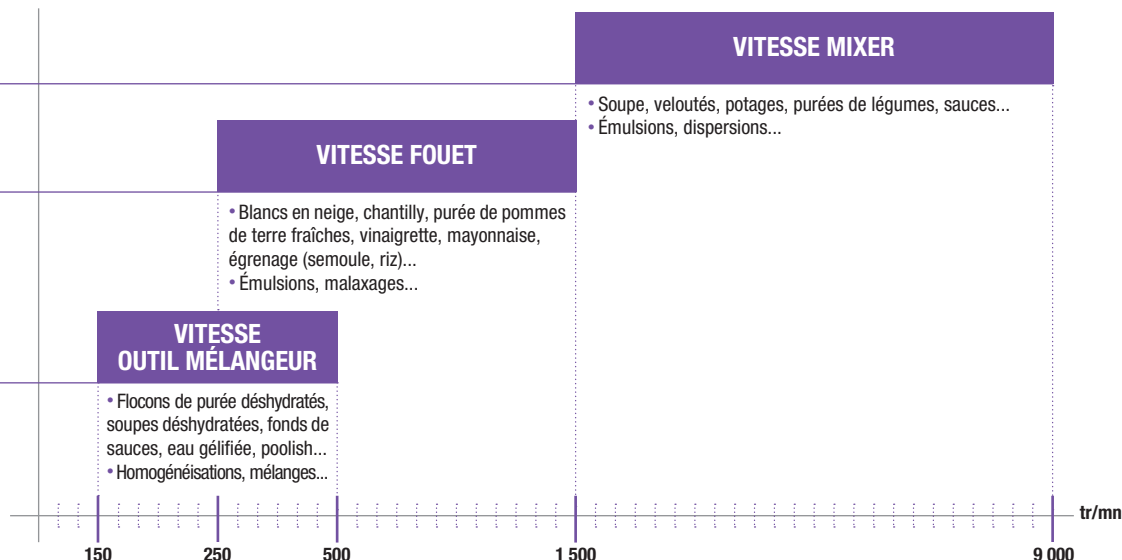 VITESSE MIXER
• Soupe, veloutés, potages, purées de légumes, sauces...
• Émulsions, dispersions...
VITESSE FOUET
• Blancs en neige, chantilly, purée de pommes
de terre fraîches, vinaigrette, mayonnaise,
égrenage (semoule, riz)...
• Émulsions, malaxages...
VITESSE
OUTIL MÉLANGEUR
• Flocons de purée déshydratés,
soupes déshydratées, fonds de
sauces, eau gélifiée, poolish...
• Homogénéisations, mélanges...
tr/mn
150 250 500 1 500 9 000